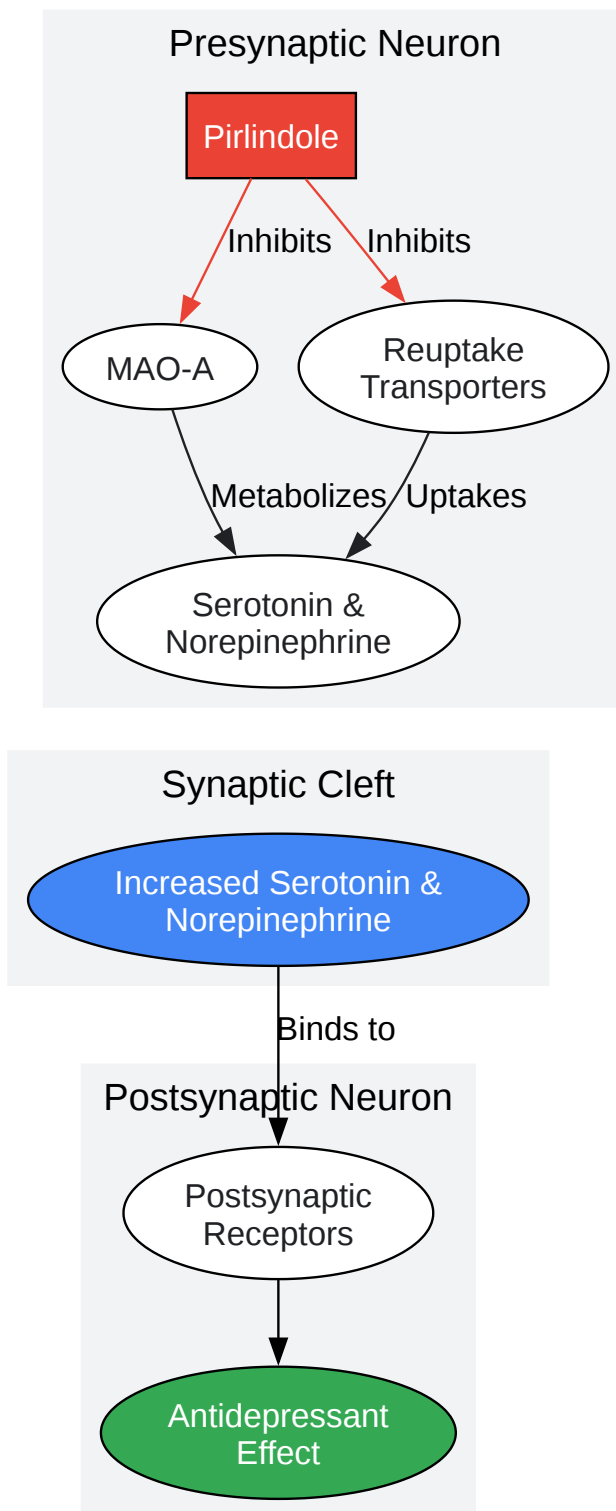 Presynaptic Neuron
Pirlindole
Inhibits
Inhibits
MAO-A
Reuptake
Transporters
Metabolizes
Uptakes
Serotonin &
Norepinephrine
Synaptic Cleft
Increased Serotonin &
Norepinephrine
Binds to
Postsynaptic Neuron
Postsynaptic
Receptors
Antidepressant
Effect